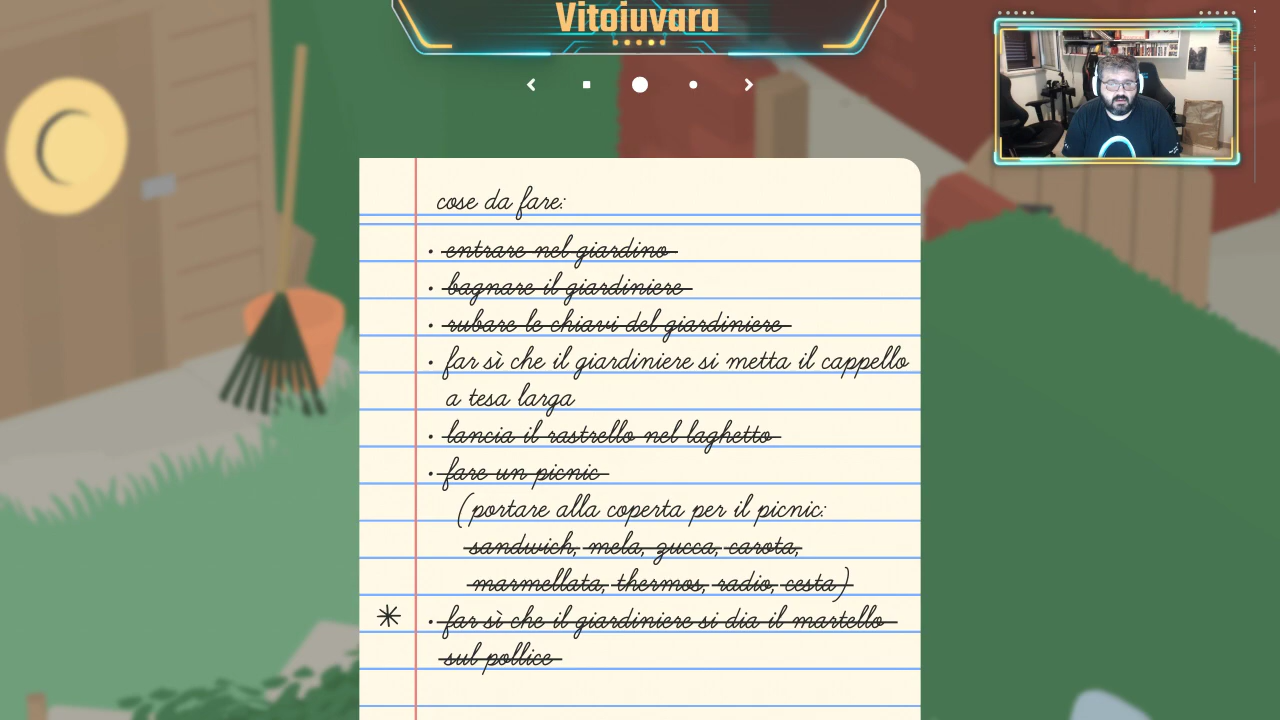 Vitoiuvara
cose da fare:
• entrare nel giardino
• bagnare il giardiniere
• rubare le chiavi del giardiniere
• far sì che il giardiniere si metta il cappello
a tesa larga
• lancia il rastrello nel laghetto
• fare un picnic
(portare alla coperta per il picnic:
sandwich, mela, zucca, carota,
marmellata, thermos, radio, cesta)
• far sì che il giardiniere si dia il martello
sul pollice